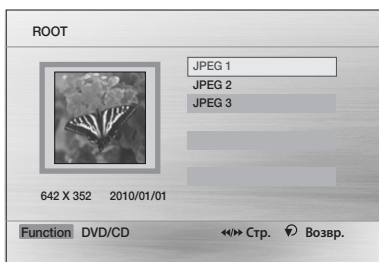 ROOT
JPEG 1
JPEG 2
JPEG 3
642 X 352 2010/01/01
Function DVD/CD ◄◄/►► Стр. Возвр.